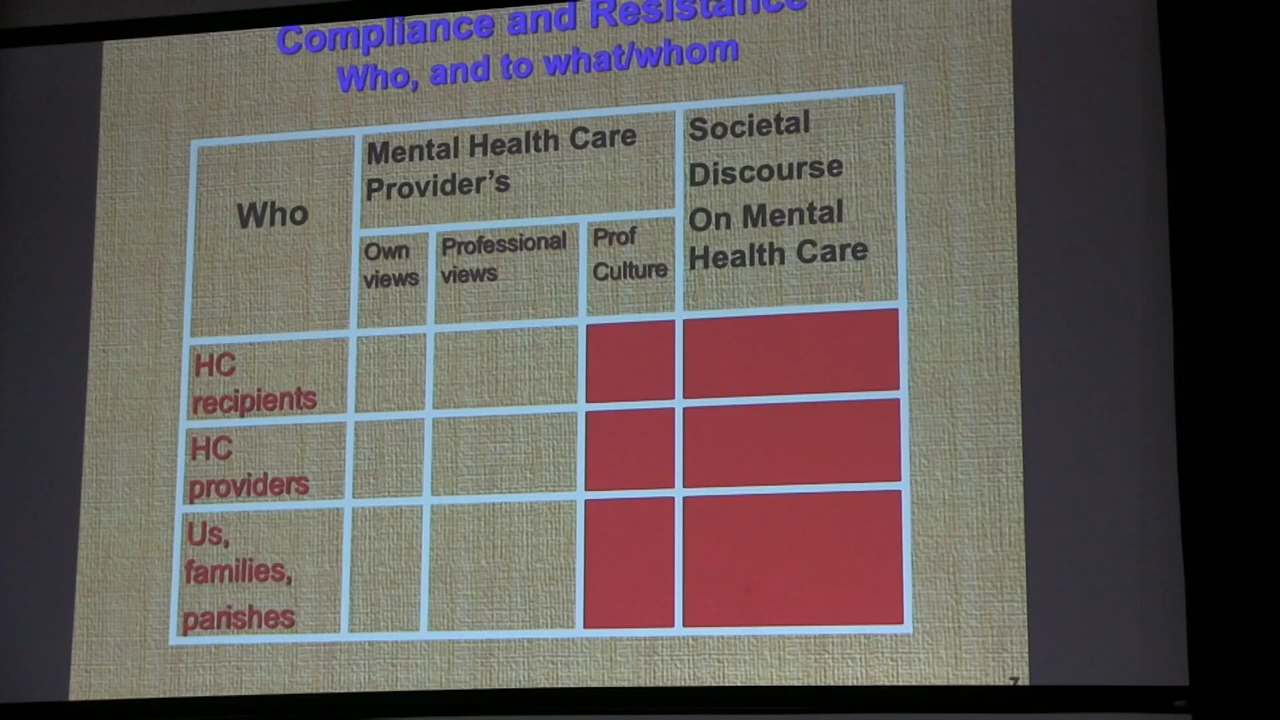 Compliance and Resistance
Who, and to what/whom
Who
Mental Health Care
Provider's
Societal
Discourse
On Mental
Health Care
Own
views
Professional
views
Prof
Culture
HC
recipients
HC
providers
Us,
families,
parishes
7